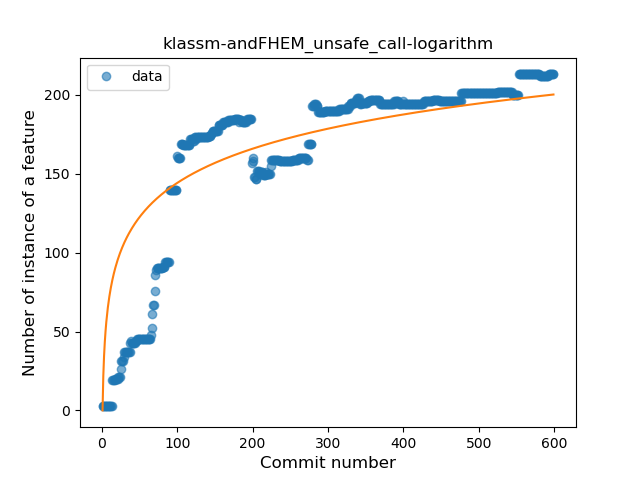 klassm-andFHEM_unsafe_call-logarithm
data
Number of instance of a feature
200
150
100
50
0
0 100 200 300 400 500 600
Commit number